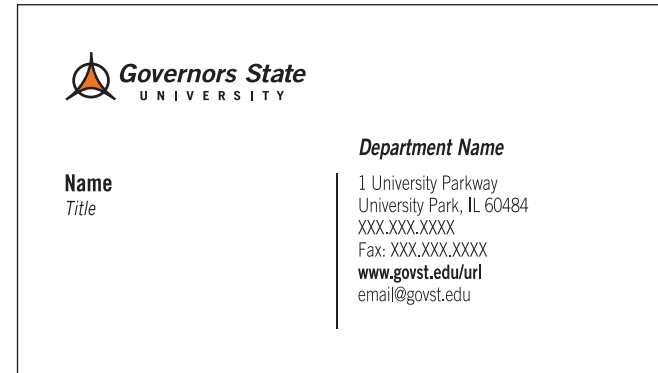 Governors State
UNIVERSITY
Name
Title
Department Name
1 University Parkway
University Park, IL 60484
XXX.XXX.XXXX
Fax: XXX.XXX.XXXX
www.govst.edu/url
email@govst.edu